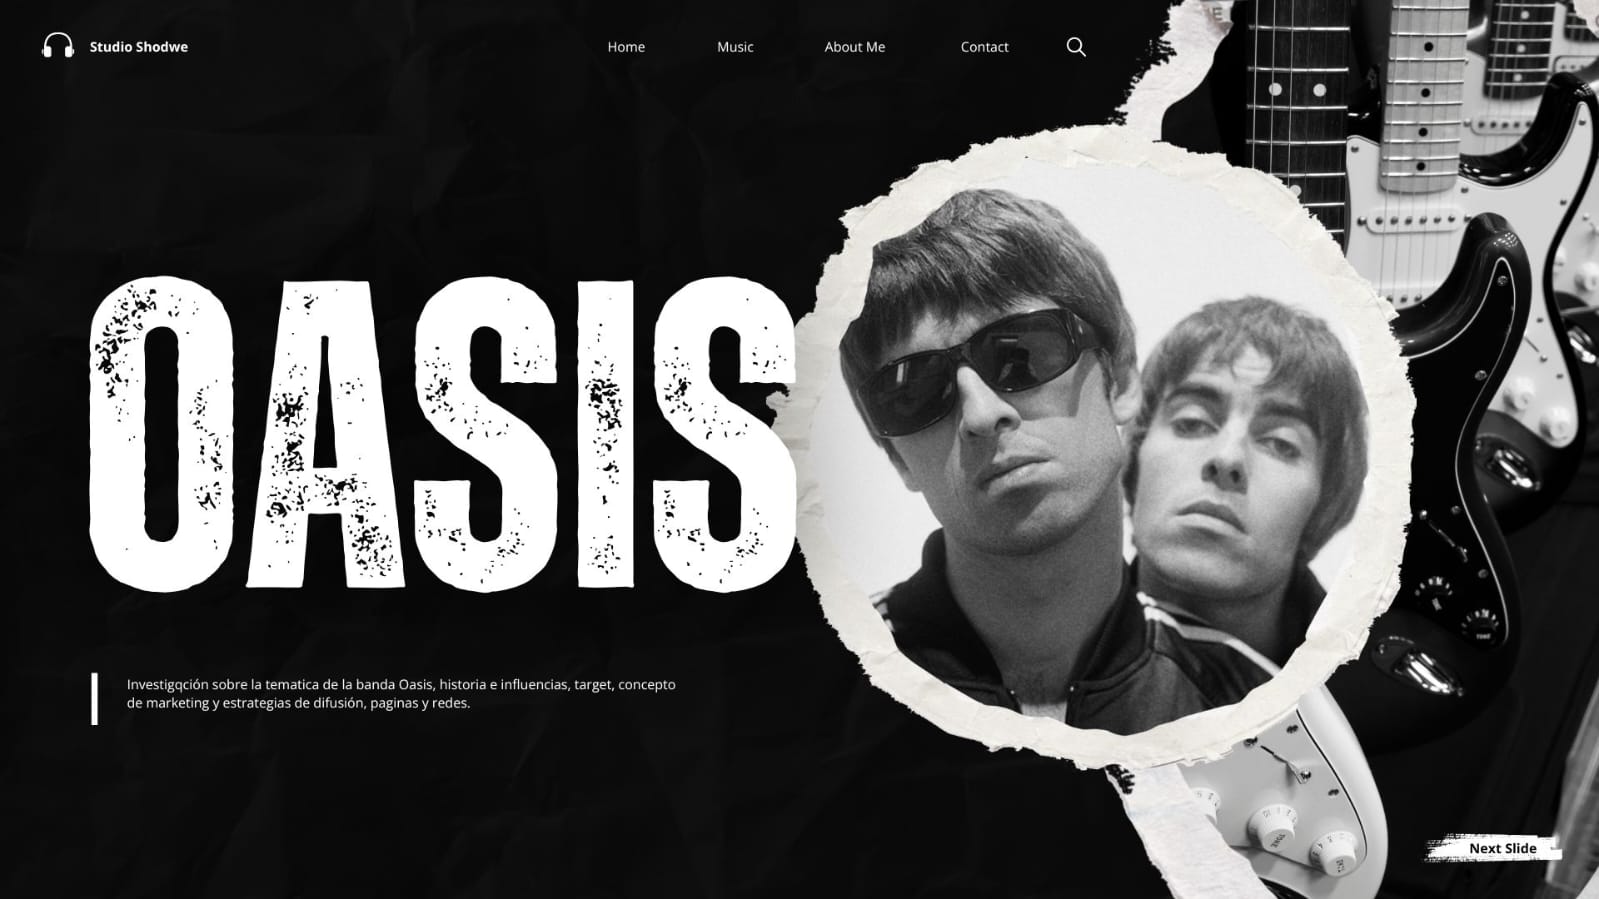 Studio Shodwe
Home
Music
About Me
Contact
OASIS
Investigqción sobre la tematica de la banda Oasis, historia e influencias, target, concepto
de marketing y estrategias de difusión, paginas y redes.
TONE
Next Slide